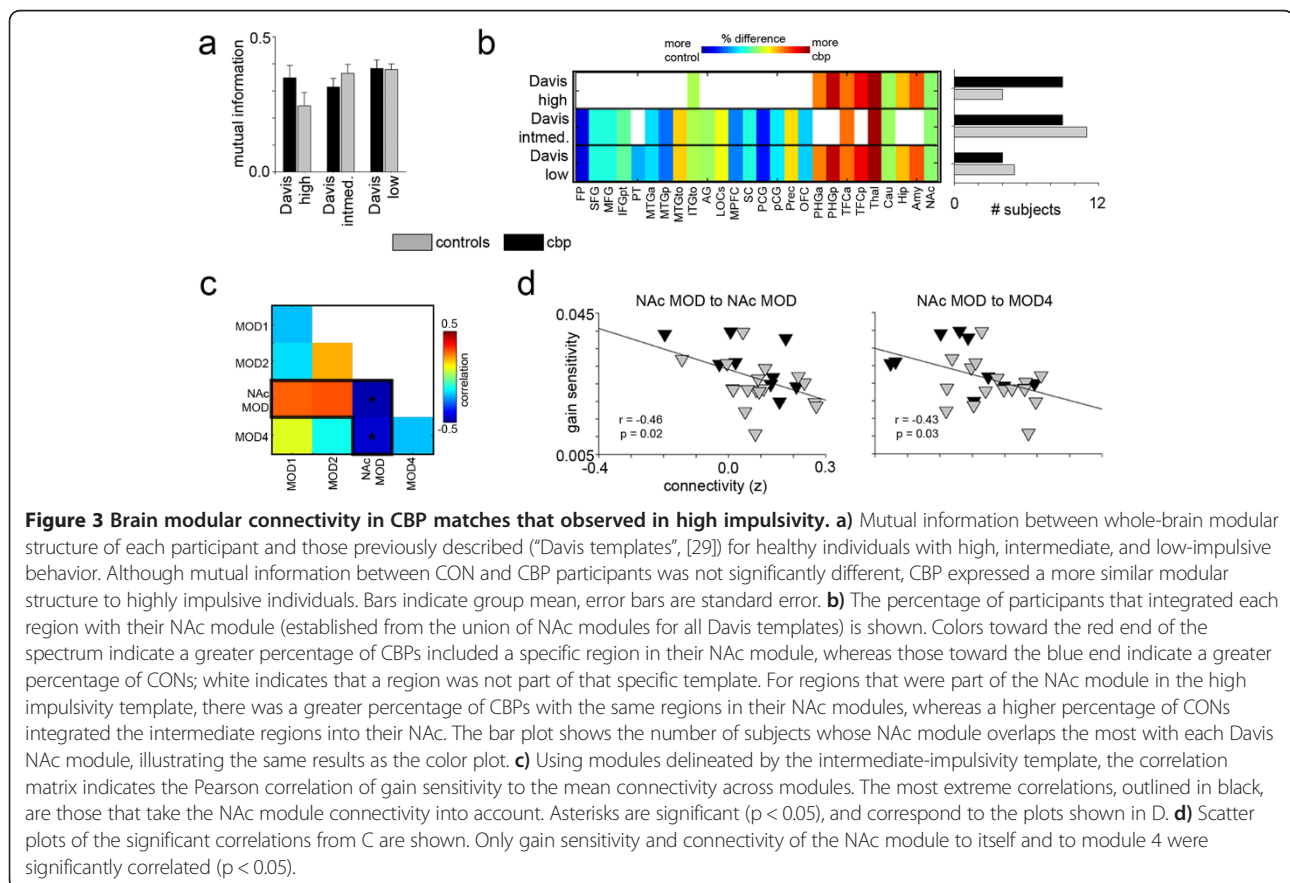 a
0.5
mutual information
0.0
Davis high
Davis intmed.
Davis low
b
more control
% difference
more cbp
Davis high
Davis intmed.
Davis low
FP
SFG
MFG
IFGpt
PT
MTGa
MTGp
MTGto
ITGto
AG
LOCs
MPFC
SC
PCG
pCG
Prec
OFC
PHGa
PHGp
TFCa
TFCp
Thal
Cau
Hip
Amy
NAc
0
12
# subjects
controls
cbp
c
MOD1
MOD2
NAc MOD
MOD4
MOD1
MOD2
NAc MOD
MOD4
0.5
correlation
-0.5
*
*
d
NAc MOD to NAc MOD
0.045
gain sensitivity
0.005
r = -0.46
p = 0.02
-0.4
0.0
0.3
connectivity (z)
NAc MOD to MOD4
r = -0.43
p = 0.03
Figure 3 Brain modular connectivity in CBP matches that observed in high impulsivity. a) Mutual information between whole-brain modular
structure of each participant and those previously described (“Davis templates”, [29]) for healthy individuals with high, intermediate, and low-impulsive
behavior. Although mutual information between CON and CBP participants was not significantly different, CBP expressed a more similar modular
structure to highly impulsive individuals. Bars indicate group mean, error bars are standard error. b) The percentage of participants that integrated each
region with their NAc module (established from the union of NAc modules for all Davis templates) is shown. Colors toward the red end of the
spectrum indicate a greater percentage of CBPs included a specific region in their NAc module, whereas those toward the blue end indicate a greater
percentage of CONs; white indicates that a region was not part of that specific template. For regions that were part of the NAc module in the high
impulsivity template, there was a greater percentage of CBPs with the same regions in their NAc modules, whereas a higher percentage of CONs
integrated the intermediate regions into their NAc. The bar plot shows the number of subjects whose NAc module overlaps the most with each Davis
NAc module, illustrating the same results as the color plot. c) Using modules delineated by the intermediate-impulsivity template, the correlation
matrix indicates the Pearson correlation of gain sensitivity to the mean connectivity across modules. The most extreme correlations, outlined in black,
are those that take the NAc module connectivity into account. Asterisks are significant (p < 0.05), and correspond to the plots shown in D. d) Scatter
plots of the significant correlations from C are shown. Only gain sensitivity and connectivity of the NAc module to itself and to module 4 were
significantly correlated (p < 0.05).